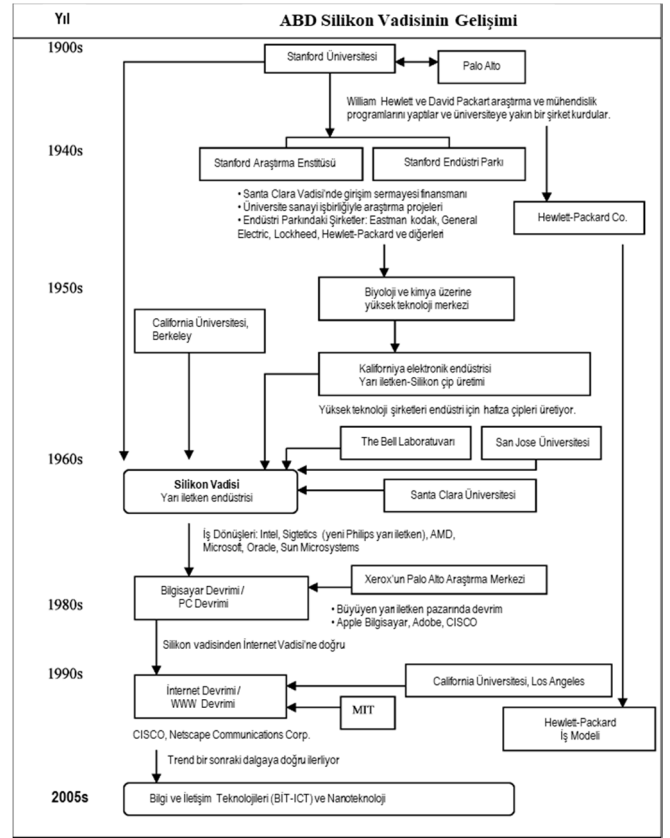 Yıl
ABD Silikon Vadisinin Gelişimi
1900s
Stanford Üniversitesi
Palo Alto
William Hewlett ve David Packart araştırma ve mühendislik
programlarını yaptılar ve üniversiteye yakın bir şirket kurdular.
1940s
Stanford Araştırma Enstitüsü
Stanford Endüstri Parkı
• Santa Clara Vadisi'nde girişim sermayesi finansmanı
• Üniversite sanayi işbirliğiyle araştırma projeleri
• Endüstri Parkındaki Şirketler: Eastman kodak, General
Electric, Lockheed, Hewlett-Packard ve diğerleri
Hewlett-Packard Co.
1950s
Biyoloji ve kimya üzerine
yüksek teknoloji merkezi
California Üniversitesi,
Berkeley
Kaliforniya elektronik endüstrisi
Yarı iletken-Silikon çip üretimi
Yüksek teknoloji şirketleri endüstri için hafıza çipleri üretiyor.
The Bell Laboratuvarı
San Jose Üniversitesi
1960s
Silikon Vadisi
Yarı iletken endüstrisi
Santa Clara Üniversitesi
İş Dönüşleri: Intel, Sigtetics (yeni Philips yarı iletken), AMD,
Microsoft, Oracle, Sun Microsystems
Xerox'un Palo Alto Araştırma Merkezi
Bilgisayar Devrimi /
PC Devrimi
1980s
• Büyüyen yarı iletken pazarında devrim
• Apple Bilgisayar, Adobe, CISCO
Silikon vadisinden İnternet Vadisi'ne doğru
1990s
California Üniversitesi, Los Angeles
İnternet Devrimi /
WWW Devrimi
MIT
Hewlett-Packard
İş Modeli
CISCO, Netscape Communications Corp.
Trend bir sonraki dalgaya doğru ilerliyor
2005s
Bilgi ve İletişim Teknolojileri (BİT-ICT) ve Nanoteknoloji